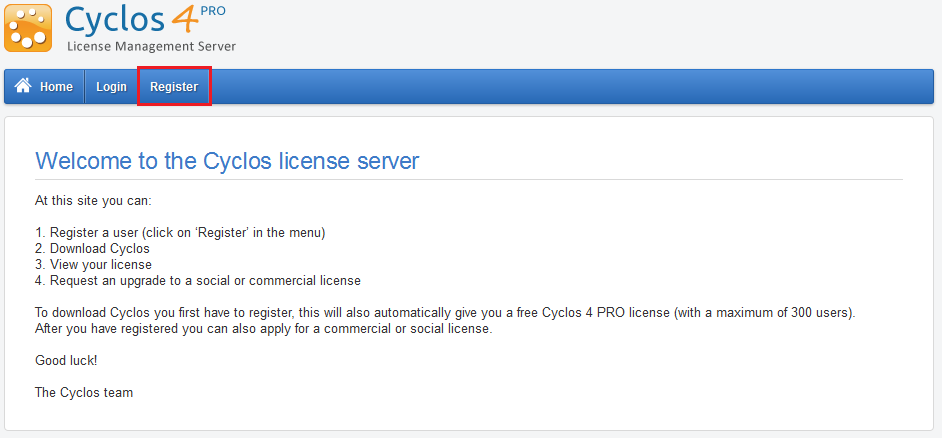 Cyclos 4 PRO
License Management Server
Home Login Register
Welcome to the Cyclos license server
At this site you can:
1. Register a user (click on ‘Register’ in the menu)
2. Download Cyclos
3. View your license
4. Request an upgrade to a social or commercial license
To download Cyclos you first have to register, this will also automatically give you a free Cyclos 4 PRO license (with a maximum of 300 users).
After you have registered you can also apply for a commercial or social license.
Good luck!
The Cyclos team